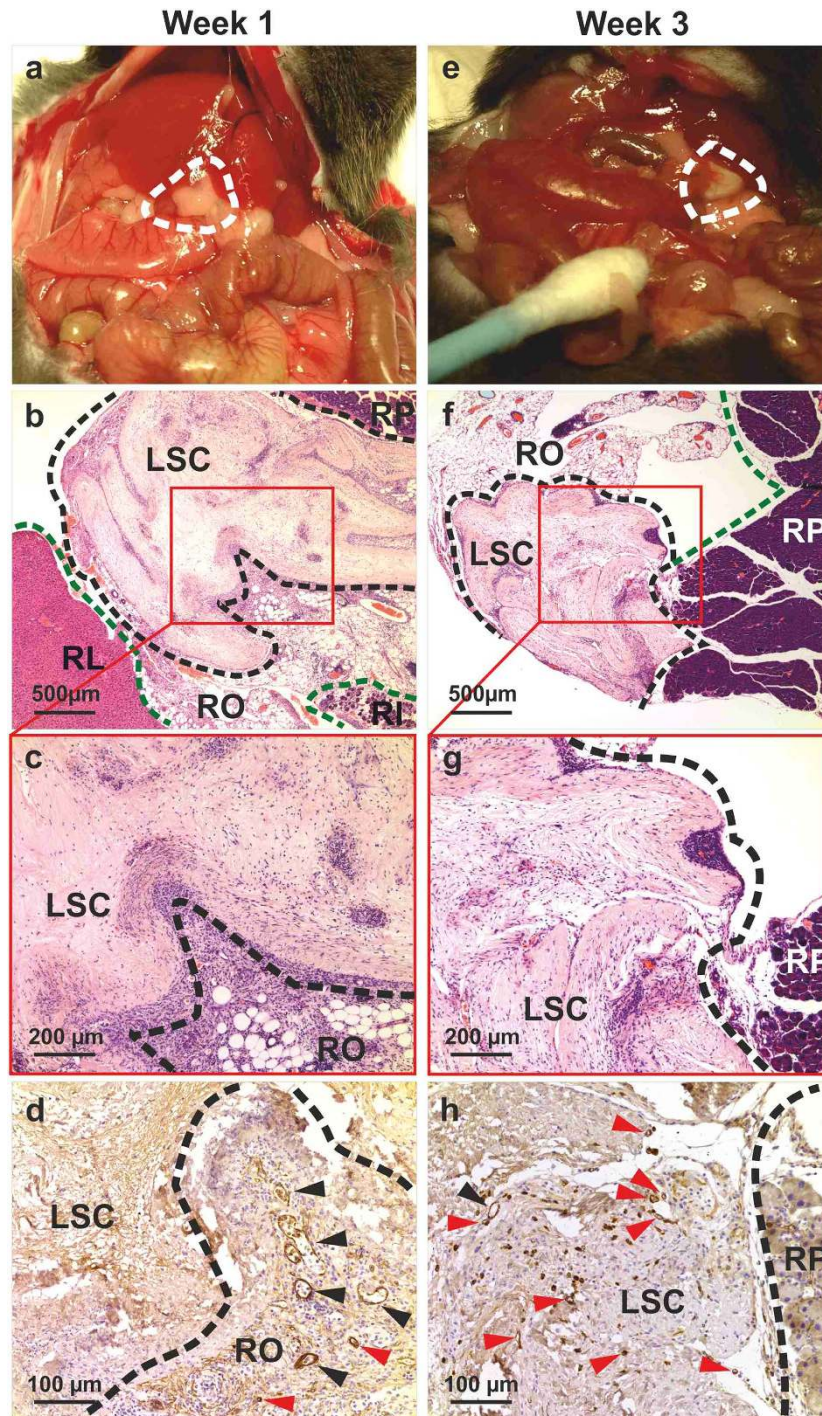 Week 1
Week 3
a
e
b
LSC
RP
RL
RO
RI
500µm
f
RO
LSC
RP
500µm
c
LSC
RO
200 µm
g
LSC
RP
200 µm
d
LSC
RO
100 µm
h
LSC
RP
100 µm